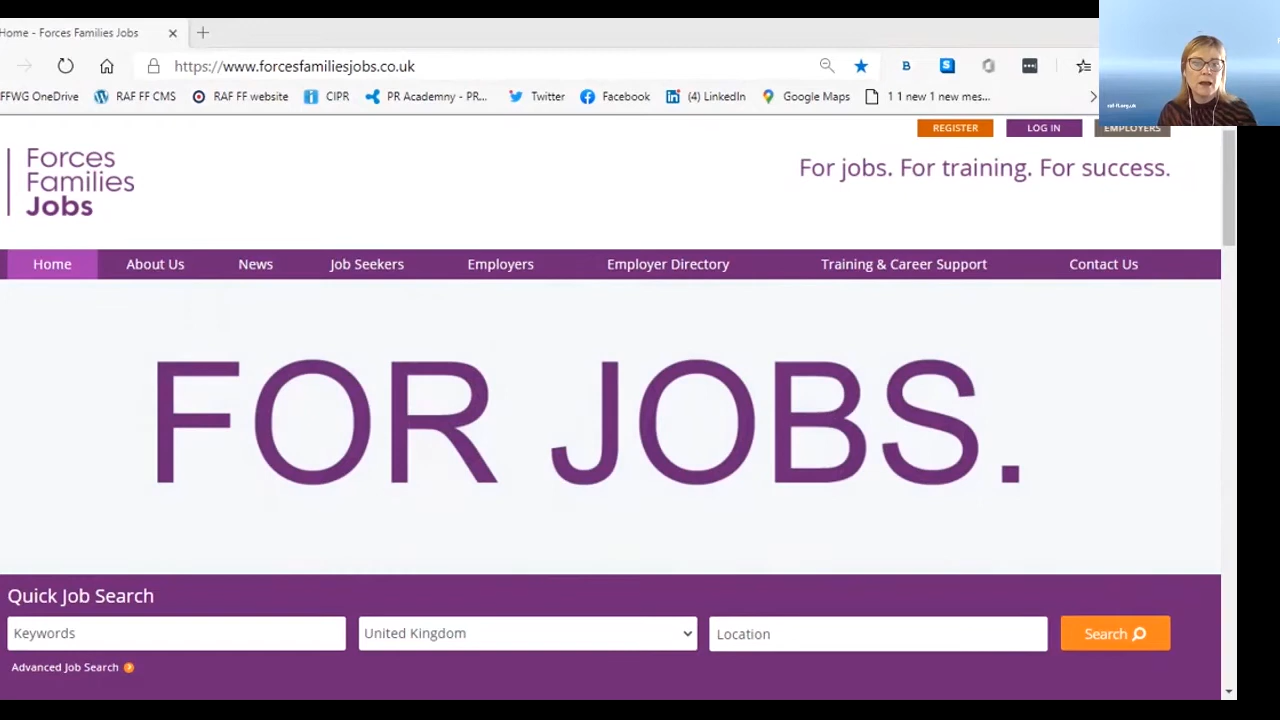 Home - Forces Families Jobs
https://www.forcesfamiliesjobs.co.uk
FFWG OneDrive RAF FF CMS RAF FF website CIPR PR Academny - PR... Twitter Facebook (4) LinkedIn Google Maps 1 1 new 1 new mes...
REGISTER LOG IN EMPLOYERS
Forces
Families
Jobs
For jobs. For training. For success.
Home About Us News Job Seekers Employers Employer Directory Training & Career Support Contact Us
FOR JOBS.
Quick Job Search
Keywords United Kingdom Location Search
Advanced Job Search